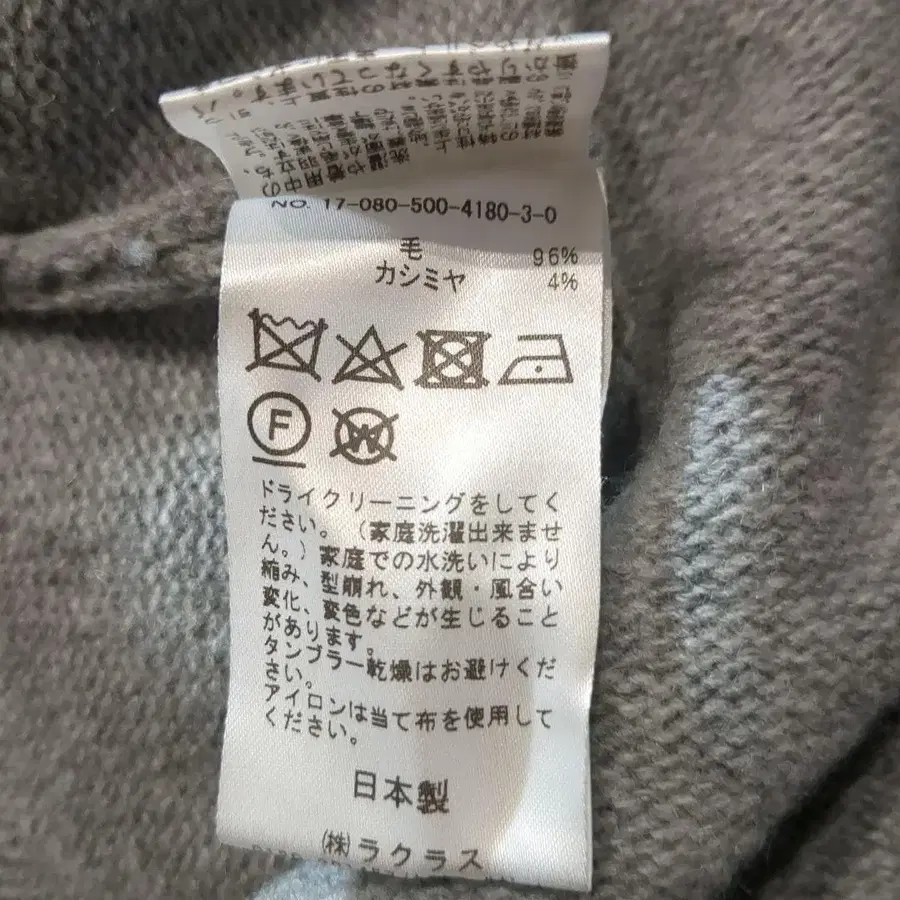 NO. 17-080-500-4180-3-0
毛 96%
カシミヤ 4%
F
W
ドライクリーニングをしてく
ださい。(家庭洗濯出来ませ
ん。)家庭での水洗いにより
縮み、型崩れ、外観・風合い
変化、変色などが生じること
があります。
タンブラー乾燥はお避けくだ
さい。
アイロンは当て布を使用して
ください。
日本製
(株)ラクラス